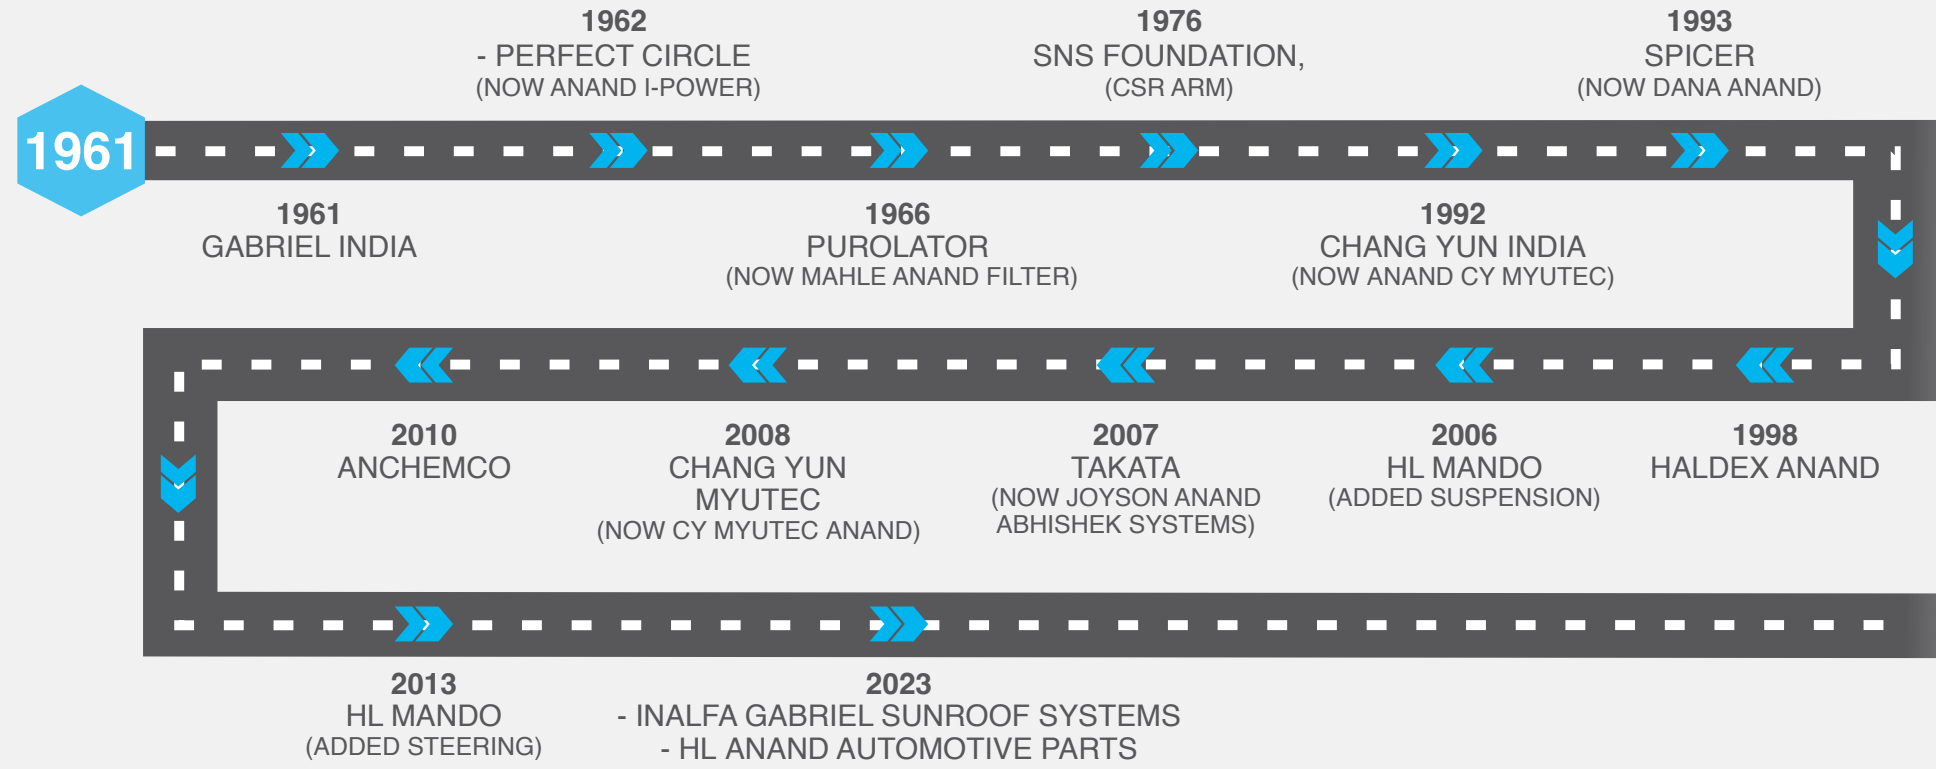 1961
1961
GABRIEL INDIA
1962
- PERFECT CIRCLE
(NOW ANAND I-POWER)
1966
PUROLATOR
(NOW MAHLE ANAND FILTER)
1976
SNS FOUNDATION,
(CSR ARM)
1992
CHANG YUN INDIA
(NOW ANAND CY MYUTEC)
1993
SPICER
(NOW DANA ANAND)
1998
HALDEX ANAND
2006
HL MANDO
(ADDED SUSPENSION)
2007
TAKATA
(NOW JOYSON ANAND
ABHISHEK SYSTEMS)
2008
CHANG YUN
MYUTEC
(NOW CY MYUTEC ANAND)
2010
ANCHEMCO
2013
HL MANDO
(ADDED STEERING)
2023
- INALFA GABRIEL SUNROOF SYSTEMS
- HL ANAND AUTOMOTIVE PARTS